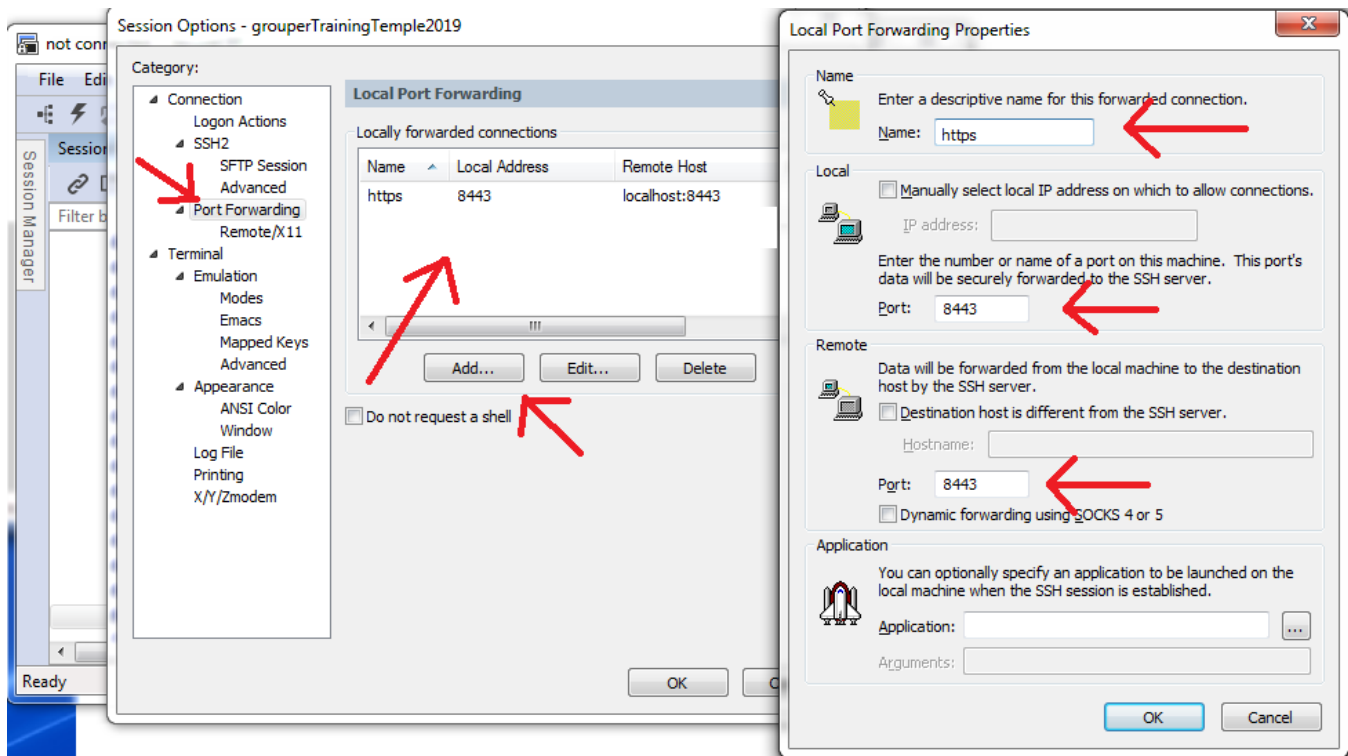 not conn
File Edi
Session Manager
Session
Filter b
Ready
Session Options - grouperTrainingTemple2019
Category:
Connection
Logon Actions
SSH2
SFTP Session
Advanced
Port Forwarding
Remote/X11
Terminal
Emulation
Modes
Emacs
Mapped Keys
Advanced
Appearance
ANSI Color
Window
Log File
Printing
X/Y/Zmodem
Local Port Forwarding
Locally forwarded connections
Name Local Address Remote Host
https 8443 localhost:8443
Add... Edit... Delete
Do not request a shell
OK C
Local Port Forwarding Properties
Name
Enter a descriptive name for this forwarded connection.
Name: https
Local
Manually select local IP address on which to allow connections.
IP address:
Enter the number or name of a port on this machine. This port's
data will be securely forwarded to the SSH server.
Port: 8443
Remote
Data will be forwarded from the local machine to the destination
host by the SSH server.
Destination host is different from the SSH server.
Hostname:
Port: 8443
Dynamic forwarding using SOCKS 4 or 5
Application
You can optionally specify an application to be launched on the
local machine when the SSH session is established.
Application: ...
Arguments:
OK Cancel